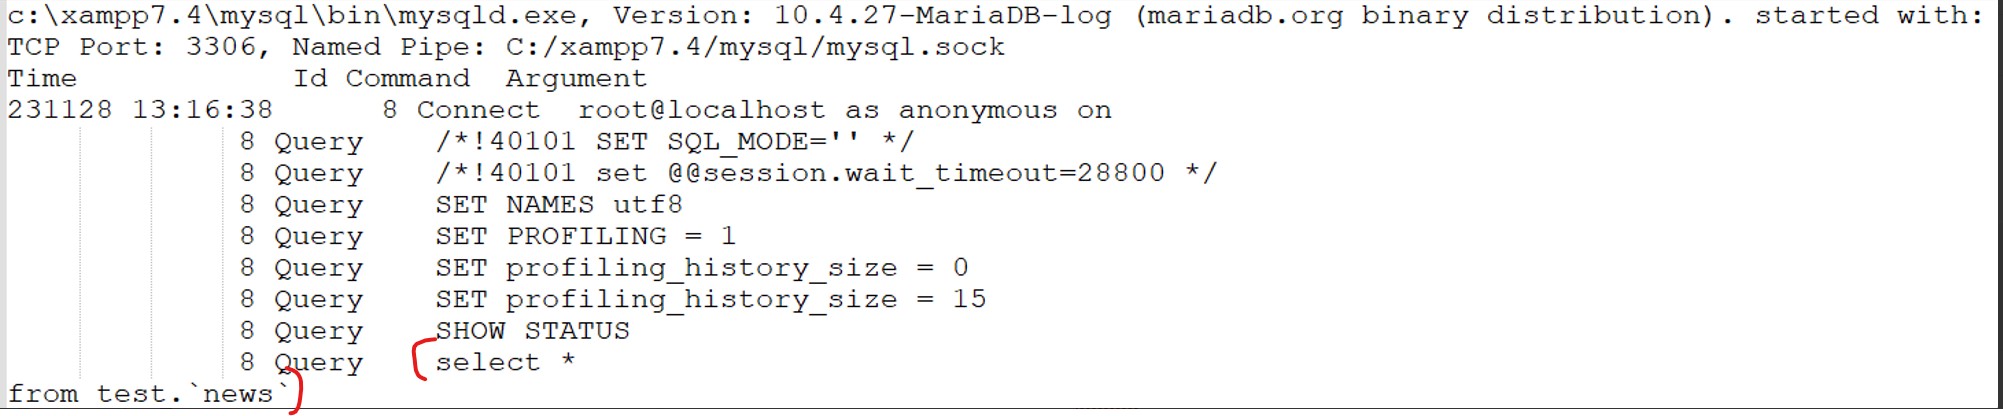 c:\xampp7.4\mysql\bin\mysqld.exe, Version: 10.4.27-MariaDB-log (mariadb.org binary distribution). started with:
TCP Port: 3306, Named Pipe: C:/xampp7.4/mysql/mysql.sock
Time Id Command Argument
231128 13:16:38 8 Connect root@localhost as anonymous on
8 Query /*!40101 SET SQL_MODE='' */
8 Query /*!40101 set @@session.wait_timeout=28800 */
8 Query SET NAMES utf8
8 Query SET PROFILING = 1
8 Query SET profiling_history_size = 0
8 Query SET profiling_history_size = 15
8 Query SHOW STATUS
8 Query select *
from test.`news`